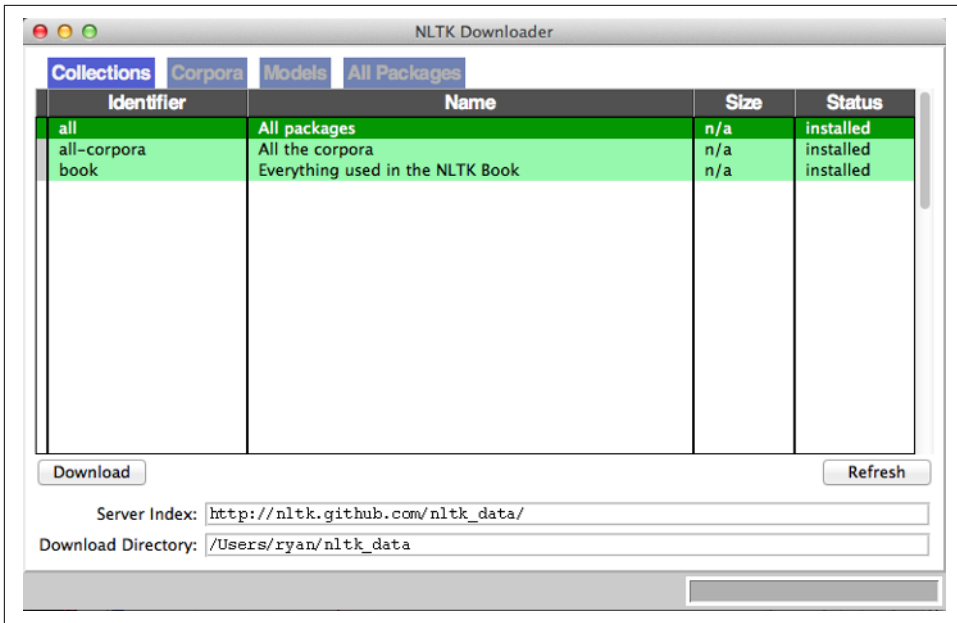 NLTK Downloader
Collections Corpora Models All Packages
Identifier Name Size Status
all All packages n/a installed
all-corpora All the corpora n/a installed
book Everything used in the NLTK Book n/a installed
Download Refresh
Server Index: http://nltk.github.com/nltk_data/
Download Directory: /Users/ryan/nltk_data